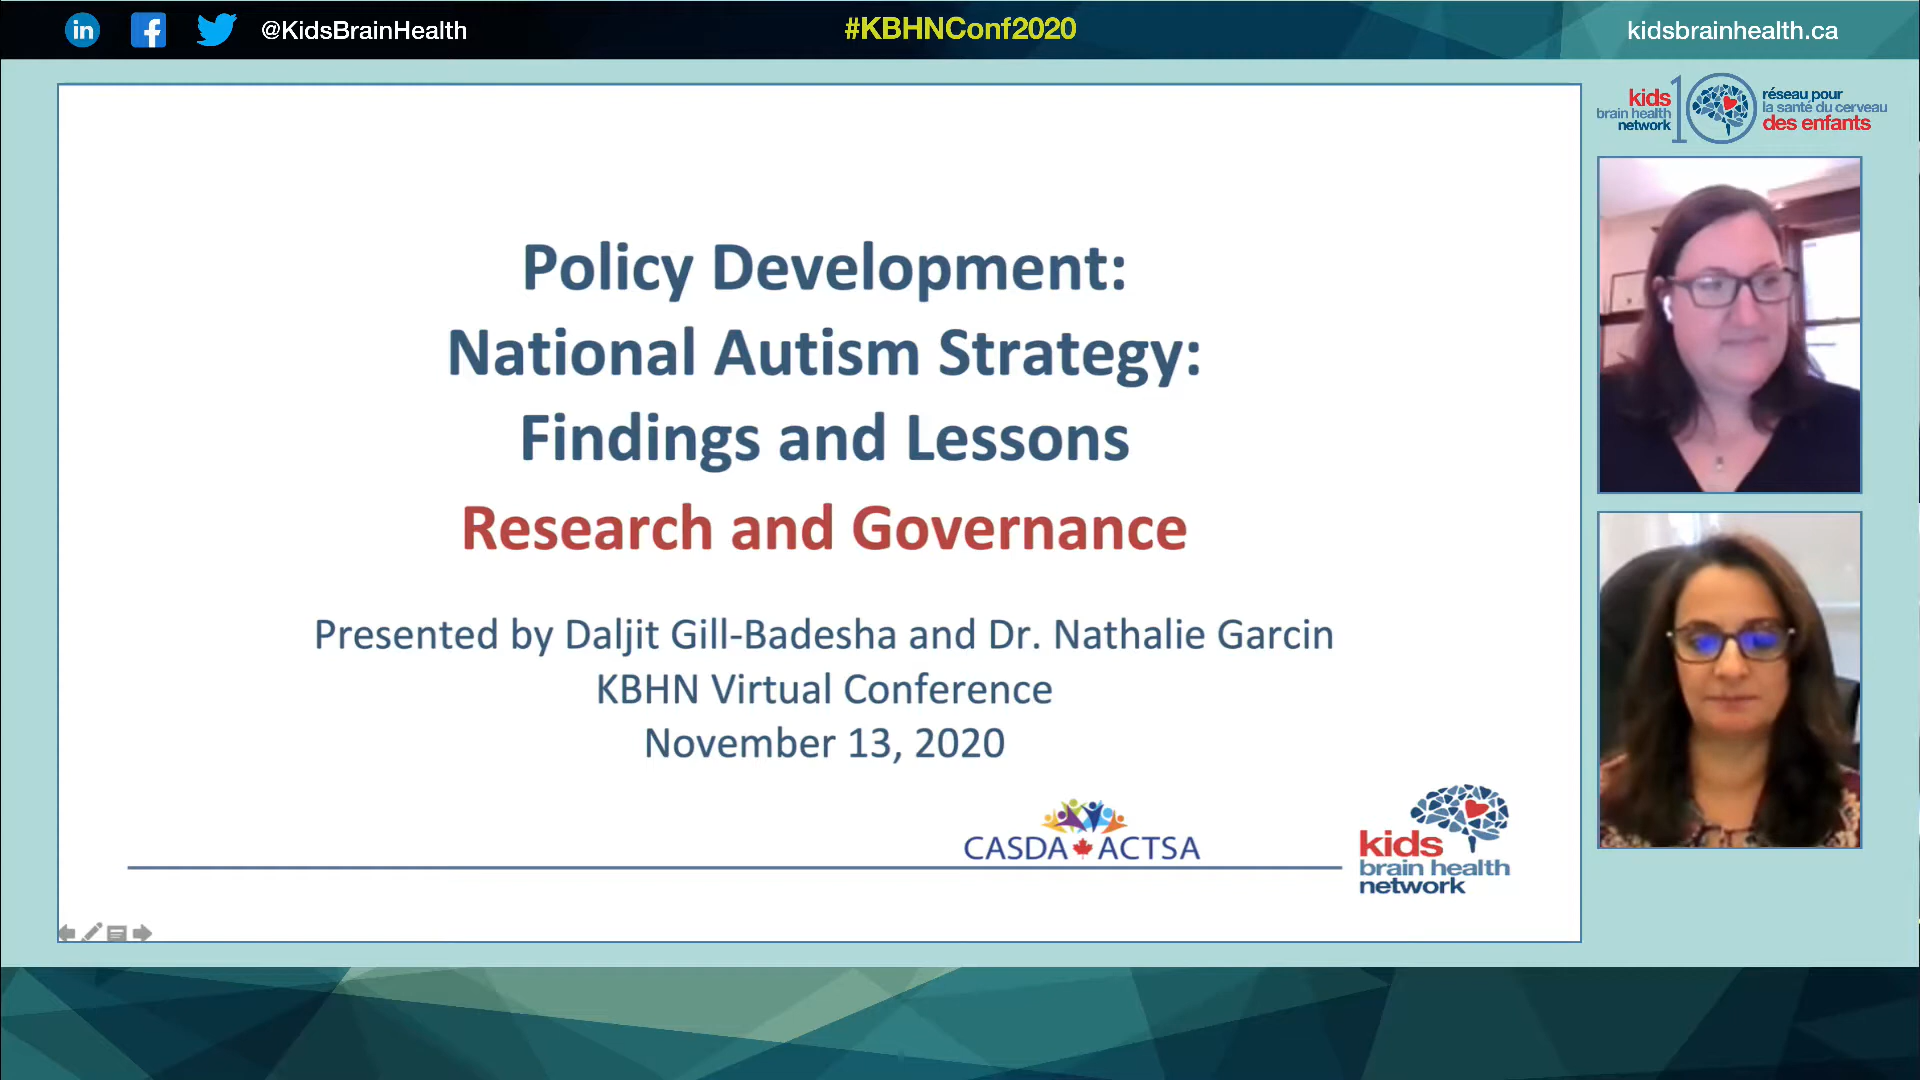 in
@KidsBrainHealth
#KBHNConf2020
kidsbrainhealth.ca
kids
brain health
network
10
réseau pour
la santé du cerveau
des enfants
Policy Development:
National Autism Strategy:
Findings and Lessons
Research and Governance
Presented by Daljit Gill-Badesha and Dr. Nathalie Garcin
KBHN Virtual Conference
November 13, 2020
CASDA ACTSA
kids
brain health
network